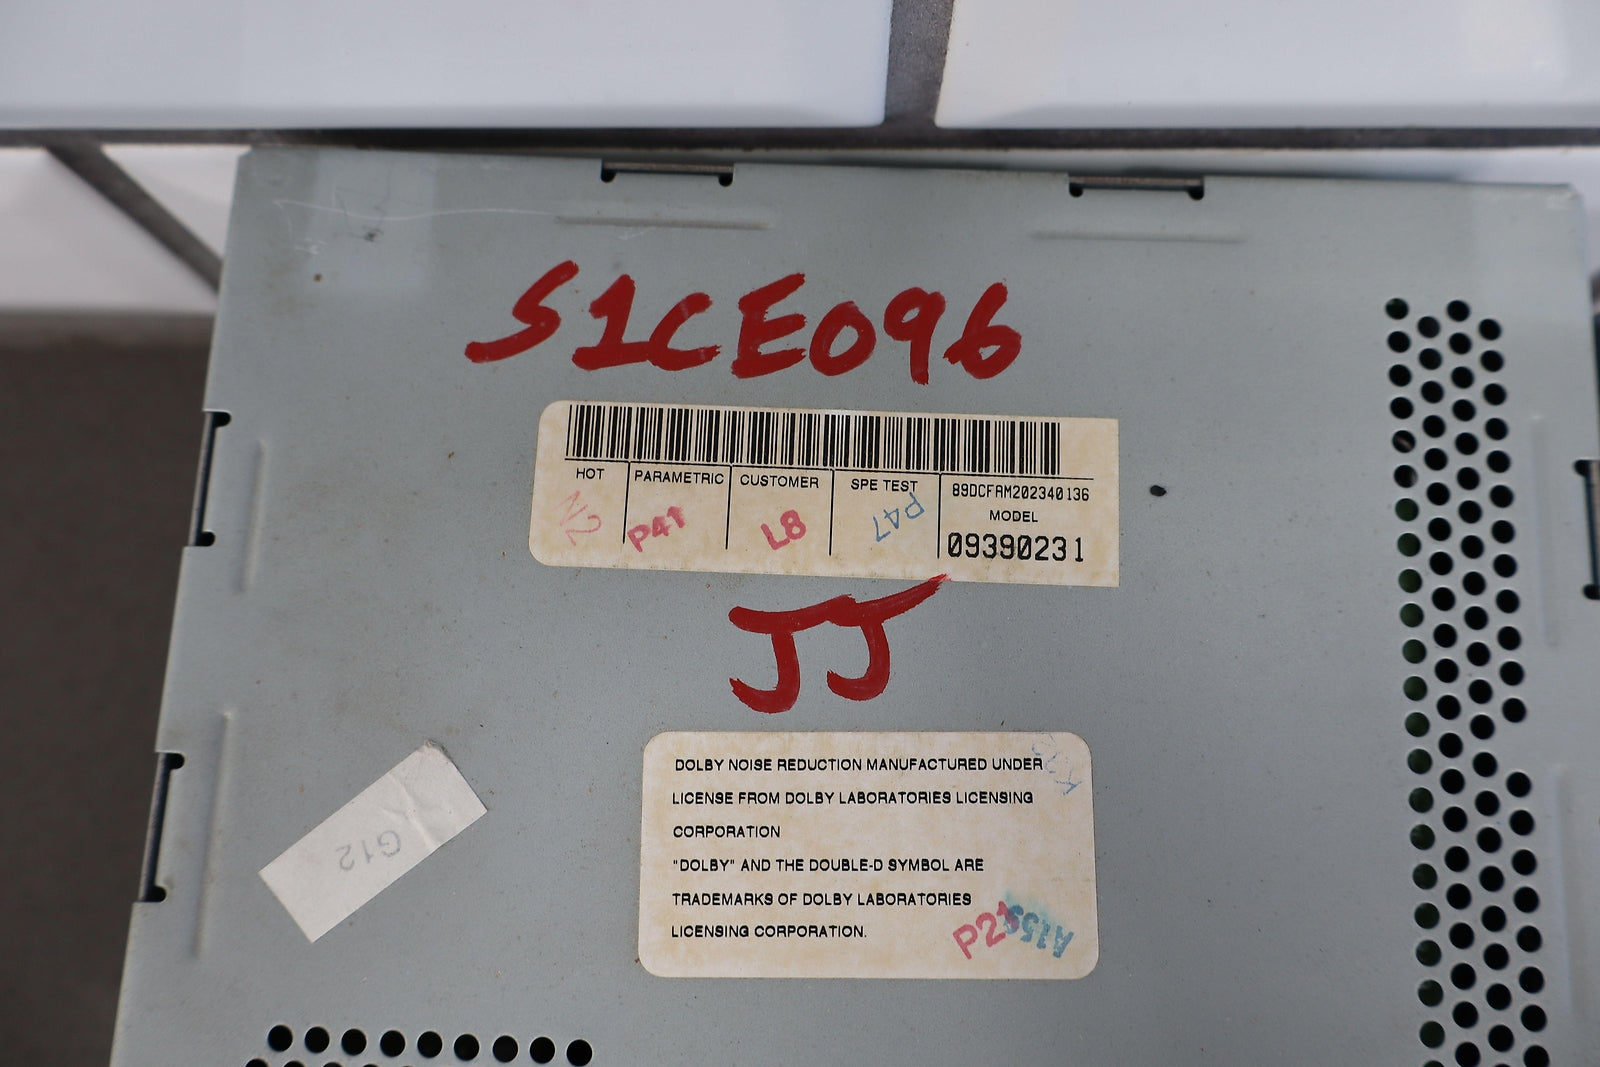 S1CE096
HOT PARAMETRIC CUSTOMER SPE TEST 89DCFAM202340136
MODEL
N2 P41 L8 P47 09390231
JJ
DOLBY NOISE REDUCTION MANUFACTURED UNDER
LICENSE FROM DOLBY LABORATORIES LICENSING
CORPORATION
"DOLBY" AND THE DOUBLE-D SYMBOL ARE
TRADEMARKS OF DOLBY LABORATORIES
LICENSING CORPORATION.
G12